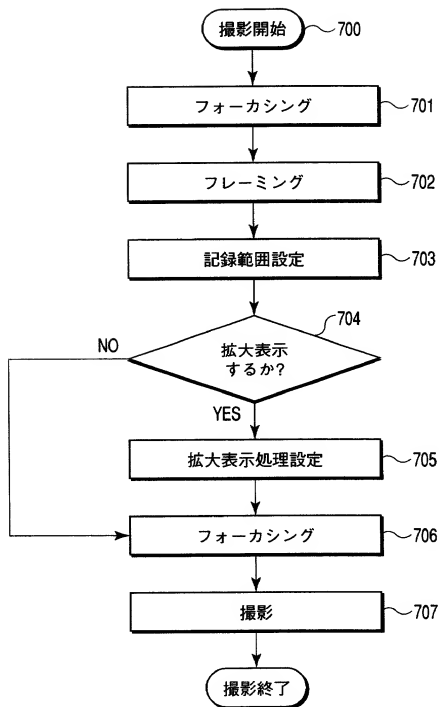 撮影開始
700
フォーカシング
701
フレーミング
702
記録範囲設定
703
704
拡大表示
するか?
NO
YES
拡大表示処理設定
705
フォーカシング
706
撮影
707
撮影終了